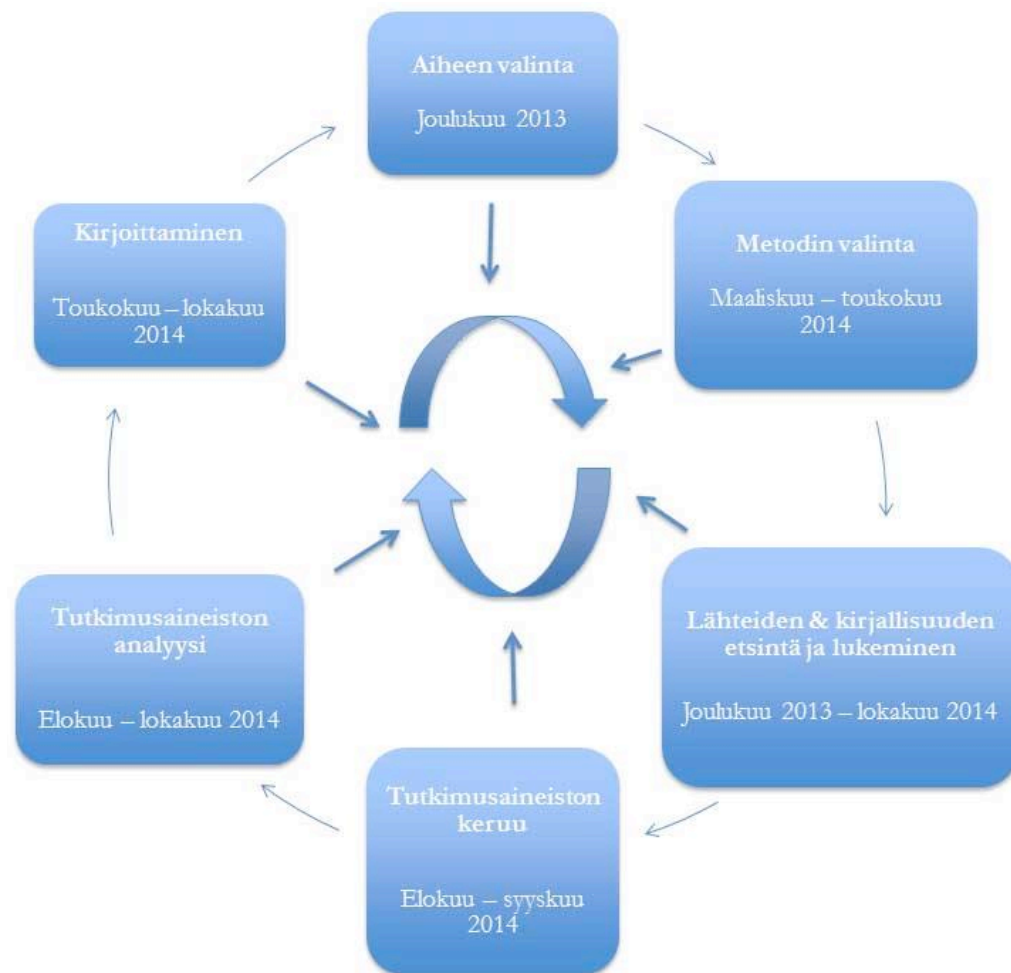 Aiheen valinta
Joulukuu 2013
Metodin valinta
Maaliskuu – toukokuu
2014
Lähteiden & kirjallisuuden
etsintä ja lukeminen
Joulukuu 2013 – lokakuu 2014
Tutkimusaineiston
keruu
Elokuu – syyskuu
2014
Tutkimusaineiston
analyysi
Elokuu – lokakuu 2014
Kirjoittaminen
Toukokuu – lokakuu
2014